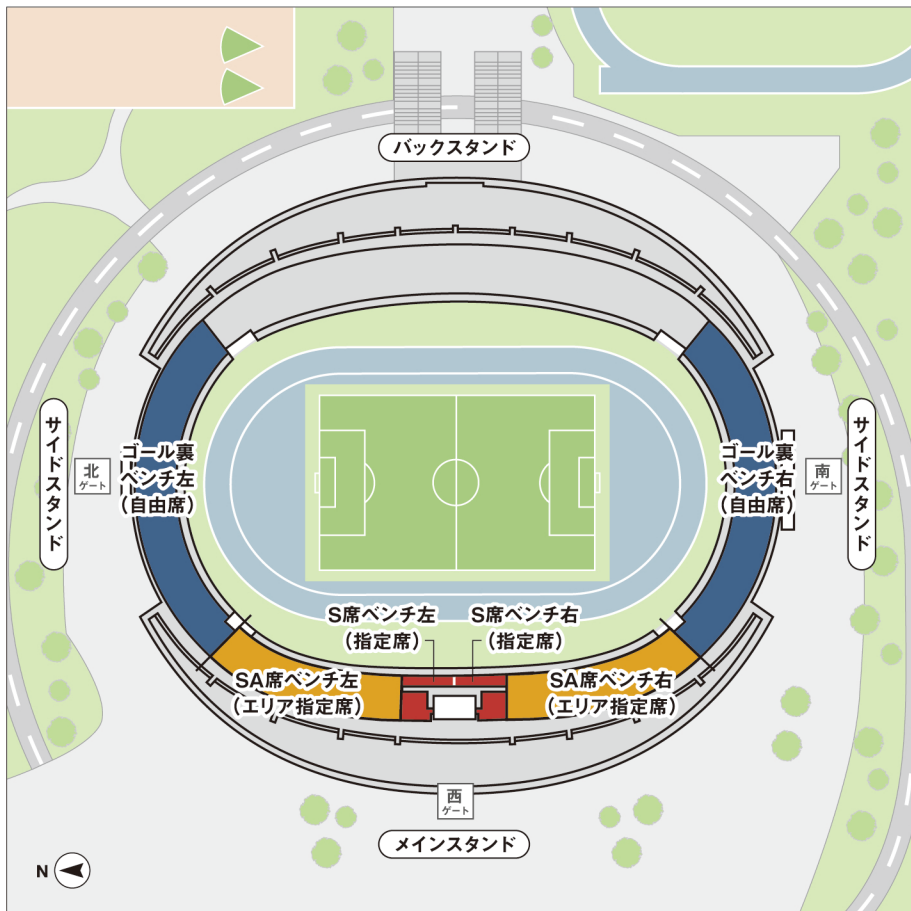 バックスタンド
サイドスタンド
北
ゲート
ゴール裏
ベンチ左
(自由席)
ゴール裏
ベンチ右
(自由席)
南
ゲート
サイドスタンド
S席ベンチ左
(指定席)
S席ベンチ右
(指定席)
SA席ベンチ左
(エリア指定席)
SA席ベンチ右
(エリア指定席)
西
ゲート
メインスタンド
N